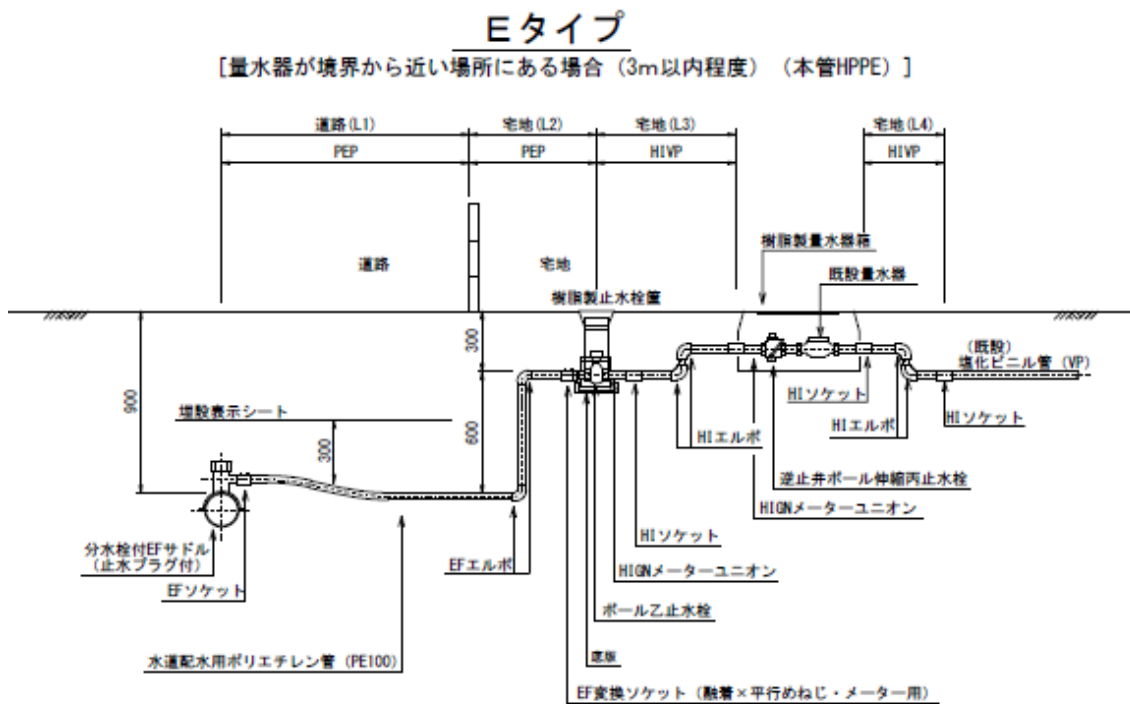 Eタイプ
[量水器が境界から近い場所にある場合（3m以内程度）（本管HPPE）]
道路(L1)
宅地(L2)
宅地(L3)
宅地(L4)
PEP
PEP
HIVP
HIVP
道路
宅地
樹脂製量水器箱
既設量水器
樹脂製止水栓筐
300
900
600
300
埋設表示シート
（既設）
塩化ビニル管（VP）
HIソケット
HIエルボ
HIエルボ
HIソケット
逆止弁ボール伸縮丙止水栓
HIGNメーターユニオン
HIソケット
分水栓付EFサドル
（止水プラグ付）
EFソケット
EFエルボ
HIGNメーターユニオン
ボール乙止水栓
水道配水用ポリエチレン管（PE100）
底版
EF変換ソケット（融着×平行めねじ・メーター用）